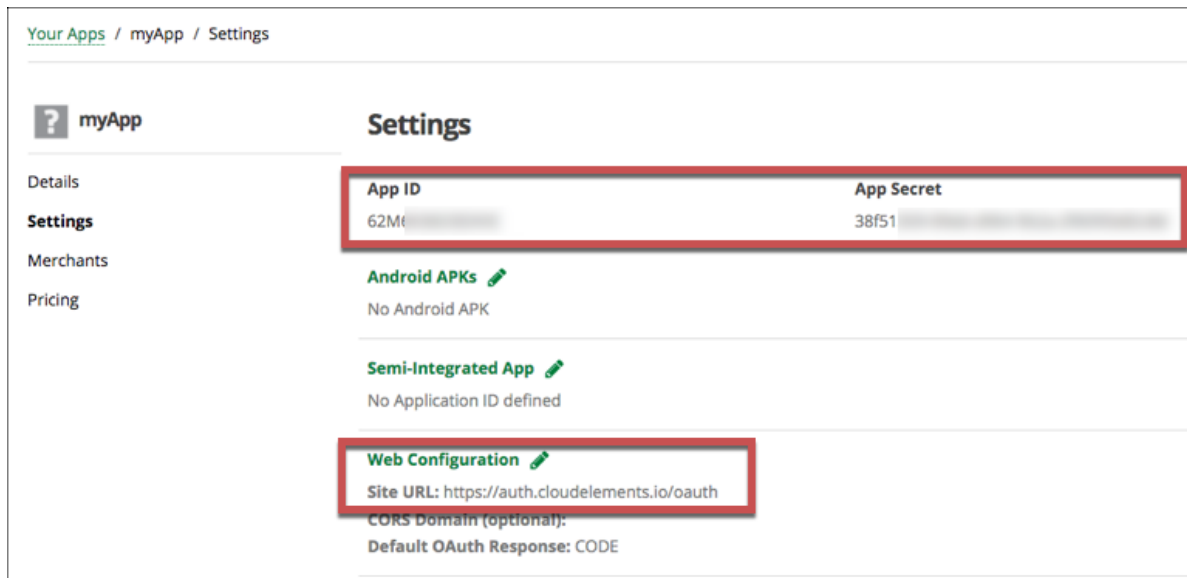 Your Apps / myApp / Settings
myApp
Details
Settings
Merchants
Pricing
Settings
App ID
62M
App Secret
38f51
Android APKs
No Android APK
Semi-Integrated App
No Application ID defined
Web Configuration
Site URL: https://auth.cloudelements.io/oauth
CORS Domain (optional):
Default OAuth Response: CODE